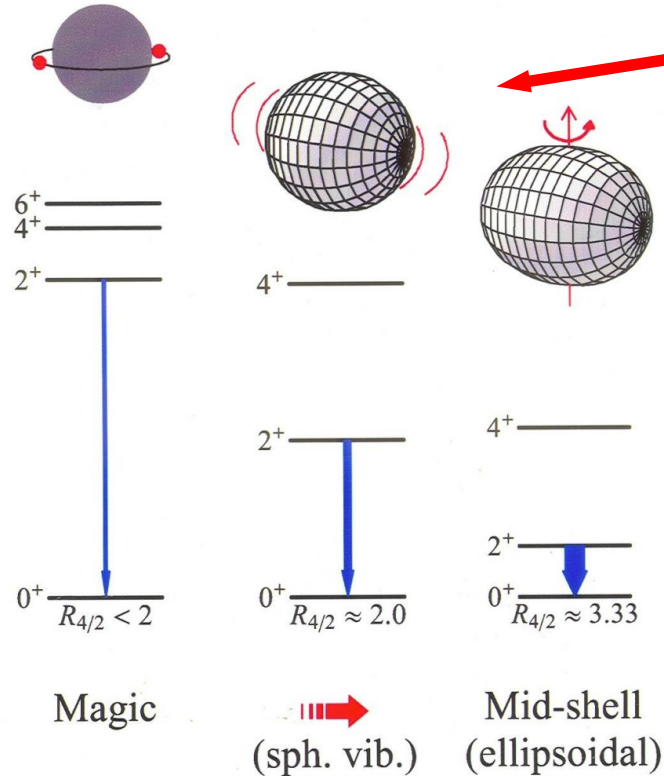 6⁺
4⁺
2⁺
0⁺
R₄/₂ < 2
4⁺
2⁺
0⁺
R₄/₂ ≈ 2.0
4⁺
2⁺
0⁺
R₄/₂ ≈ 3.33
Magic
(sph. vib.)
Mid-shell
(ellipsoidal)